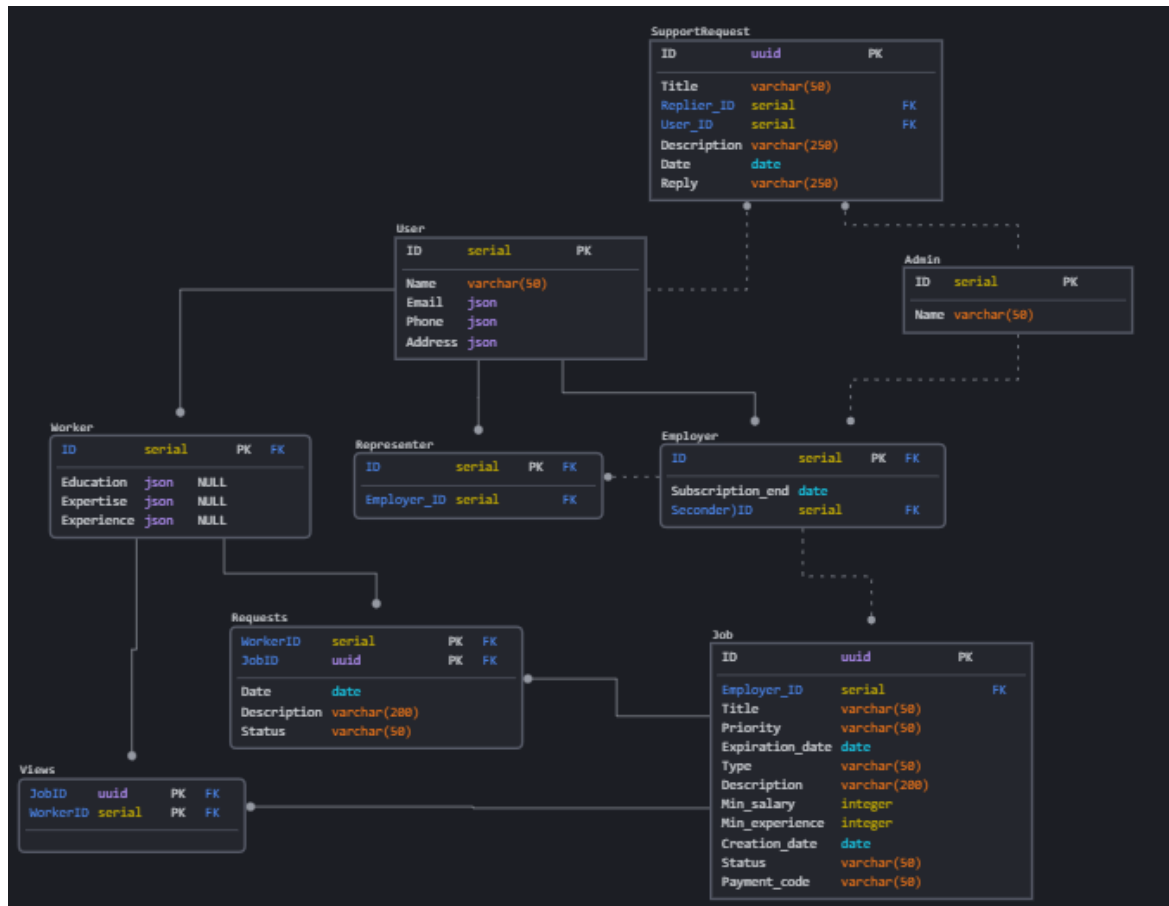 SupportRequest
ID uuid PK
Title varchar(50)
Replier_ID serial FK
User_ID serial FK
Description varchar(250)
Date date
Reply varchar(250)
User
ID serial PK
Name varchar(50)
Email json
Phone json
Address json
Admin
ID serial PK
Name varchar(50)
Worker
ID serial PK FK
Education json NULL
Expertise json NULL
Experience json NULL
Representer
ID serial PK FK
Employer_ID serial FK
Employer
ID serial PK FK
Subscription_end date
Seconder)ID serial FK
Requests
WorkerID serial PK FK
JobID uuid PK FK
Date date
Description varchar(200)
Status varchar(50)
Job
ID uuid PK
Employer_ID serial FK
Title varchar(50)
Priority varchar(50)
Expiration_date date
Type varchar(50)
Description varchar(200)
Min_salary integer
Min_experience integer
Creation_date date
Status varchar(50)
Payment_code varchar(50)
Views
JobID uuid PK FK
WorkerID serial PK FK